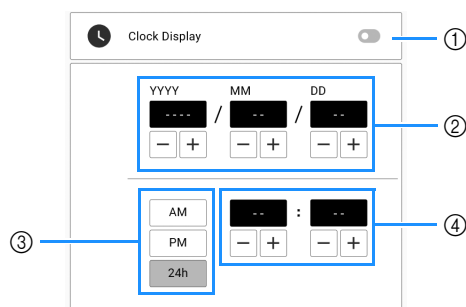 Clock Display
①
YYYY MM DD
---- / -- / --
− + − + − +
②
AM
PM
24h
③
-- : --
− + − +
④